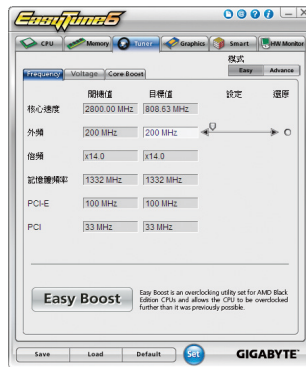 EasyTune6
CPU Memory Tuner Graphics Smart HW Monitor
模式
Easy Advance
Frequency Voltage Core Boost
開機值 目標值 設定 還原
核心速度 2800.00 MHz 808.63 MHz
外頻 200 MHz 200 MHz
倍頻 x14.0 x14.0
記憶體頻率 1332 MHz 1332 MHz
PCI-E 100 MHz 100 MHz
PCI 33 MHz 33 MHz
Easy Boost
Easy Boost is an overclocking utility set for AMD Black
Edition CPUs and allows the CPU to be overclocked
further than it was previously possible.
Save Load Default Set GIGABYTE